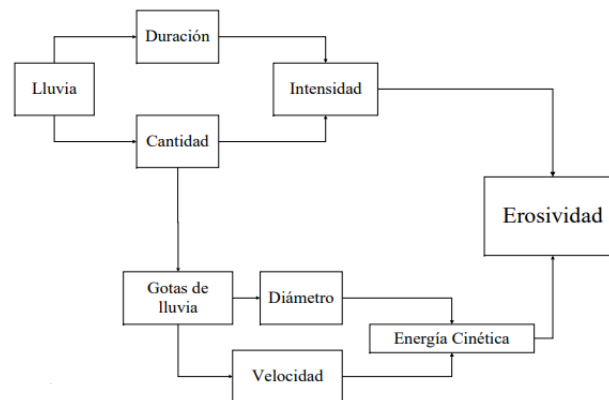 Duración
Lluvia
Intensidad
Cantidad
Erosividad
Gotas de
lluvia
Diámetro
Energía Cinética
Velocidad